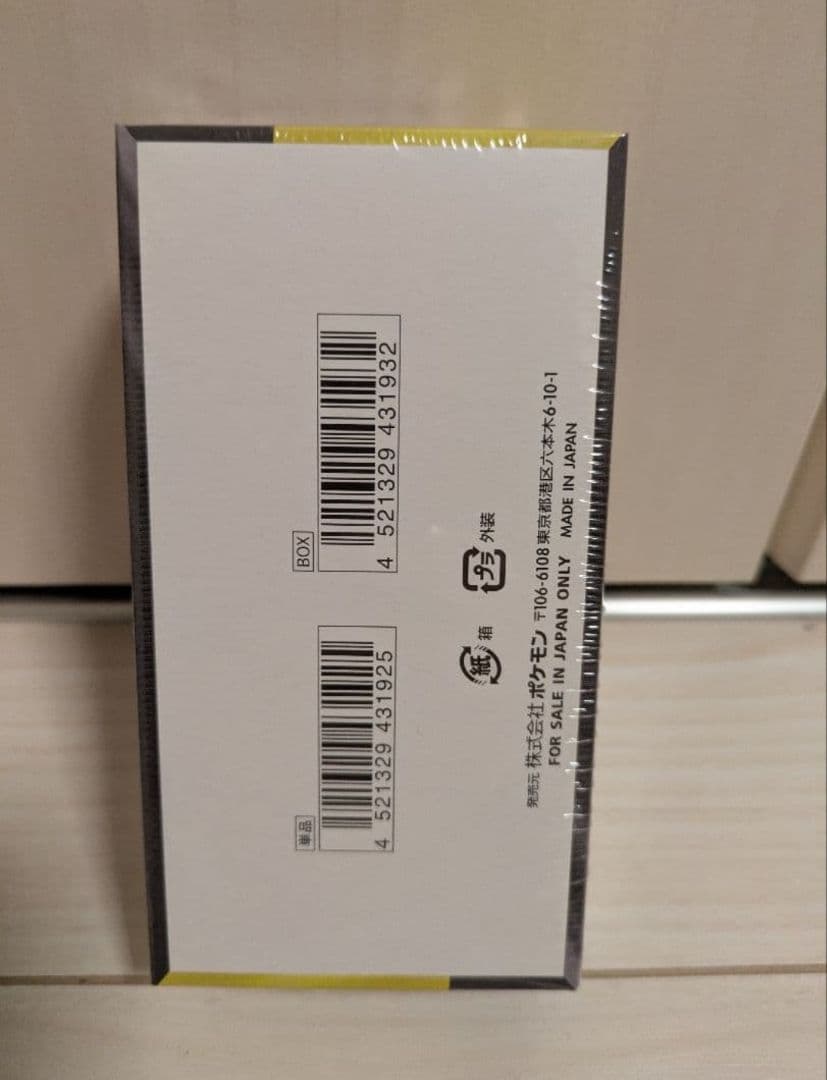 単品
4 521329 431925
BOX
4 521329 431932
紙 箱
プラ 外装
発売元 株式会社 ポケモン 〒106-6108 東京都港区六本木6-10-1
FOR SALE IN JAPAN ONLY MADE IN JAPAN